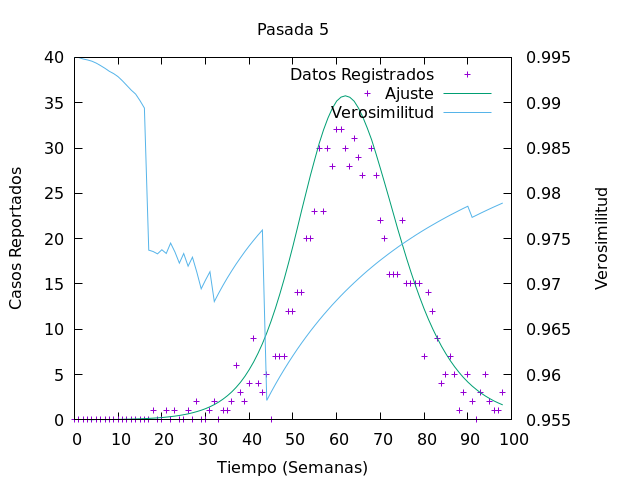 Pasada 5
Datos Registrados
Ajuste
Verosimilitud
Casos Reportados
Verosimilitud
Tiempo (Semanas)
40
35
30
25
20
15
10
5
0
0.995
0.99
0.985
0.98
0.975
0.97
0.965
0.96
0.955
0 10 20 30 40 50 60 70 80 90 100